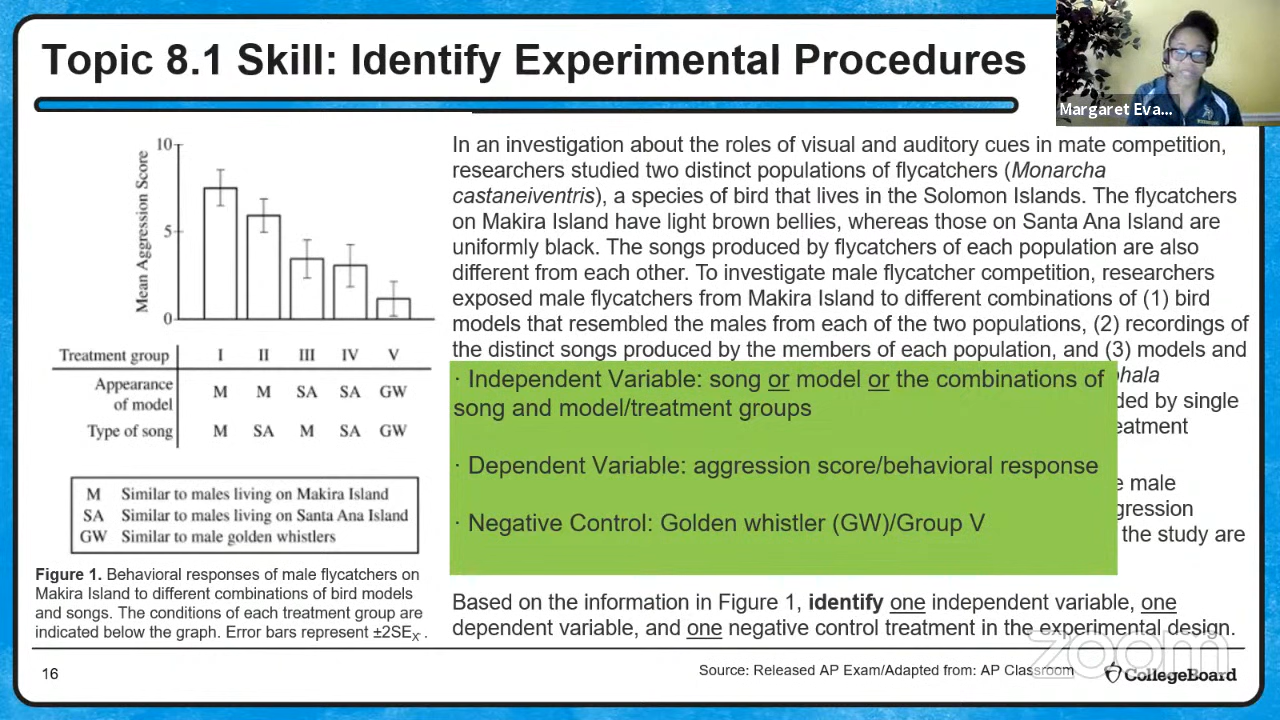 Topic 8.1 Skill: Identify Experimental Procedures
Margaret Eva...
10
5
0
Mean Aggression Score
Treatment group I II III IV V
Appearance
of model M M SA SA GW
Type of song M SA M SA GW
M Similar to males living on Makira Island
SA Similar to males living on Santa Ana Island
GW Similar to male golden whistlers
Figure 1. Behavioral responses of male flycatchers on
Makira Island to different combinations of bird models
and songs. The conditions of each treatment group are
indicated below the graph. Error bars represent ±2SEx̄ .
In an investigation about the roles of visual and auditory cues in mate competition,
researchers studied two distinct populations of flycatchers (Monarcha
castaneiventris), a species of bird that lives in the Solomon Islands. The flycatchers
on Makira Island have light brown bellies, whereas those on Santa Ana Island are
uniformly black. The songs produced by flycatchers of each population are also
different from each other. To investigate male flycatcher competition, researchers
exposed male flycatchers from Makira Island to different combinations of (1) bird
models that resembled the males from each of the two populations, (2) recordings of
the distinct songs produced by the members of each population, and (3) models and
· Independent Variable: song or model or the combinations of
song and model/treatment groups
· Dependent Variable: aggression score/behavioral response
· Negative Control: Golden whistler (GW)/Group V
hala
ded by single
eatment
e male
gression
the study are
Based on the information in Figure 1, identify one independent variable, one
dependent variable, and one negative control treatment in the experimental design.
16
Source: Released AP Exam/Adapted from: AP Classroom
CollegeBoard
zoom